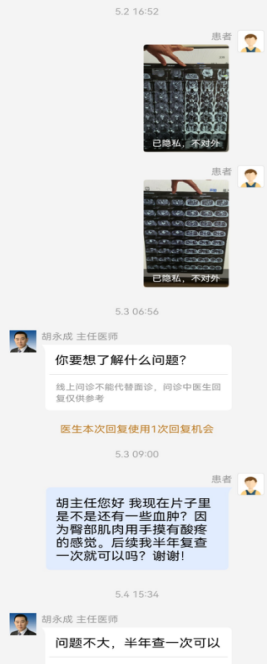 5.2 16:52
患者
已隐私，不对外
患者
已隐私，不对外
5.3 06:56
胡永成 主任医师
你要想了解什么问题？
线上问诊不能代替面诊，问诊中医生回
复仅供参考
医生本次回复使用1次回复机会
5.3 09:00
患者
胡主任您好 我现在片子里
是不是还有一些血肿？因
为臀部肌肉用手摸有酸疼
的感觉。后续我半年复查
一次就可以吗？谢谢！
5.4 15:34
胡永成 主任医师
问题不大，半年查一次可以